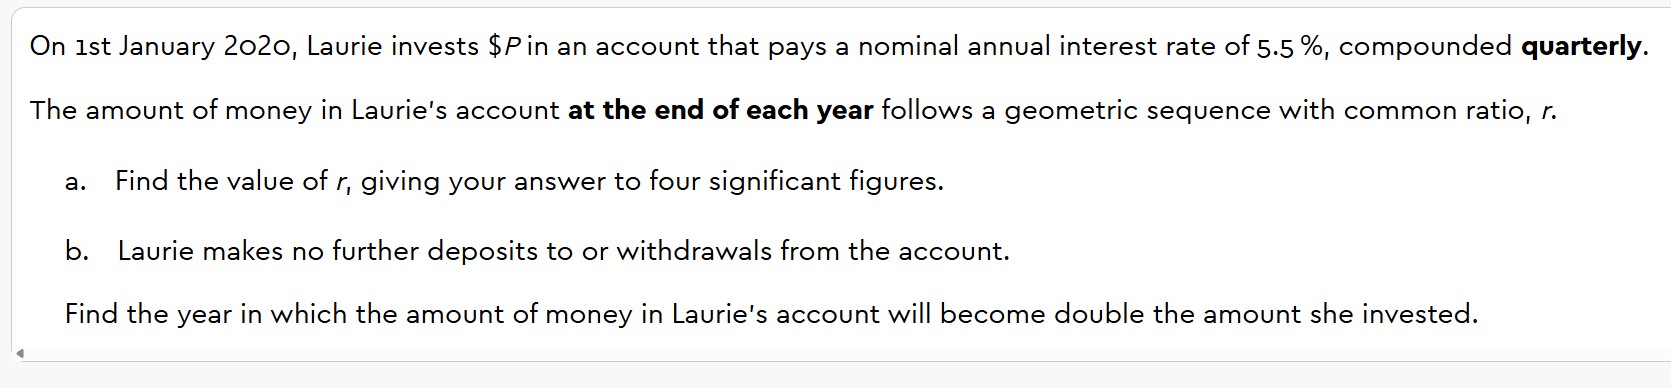 On 1st January 2020, Laurie invests $P in an account that pays a nominal annual interest rate of 5.5 %, compounded quarterly.
The amount of money in Laurie's account at the end of each year follows a geometric sequence with common ratio, r.
a. Find the value of r, giving your answer to four significant figures.
b. Laurie makes no further deposits to or withdrawals from the account.
Find the year in which the amount of money in Laurie's account will become double the amount she invested.